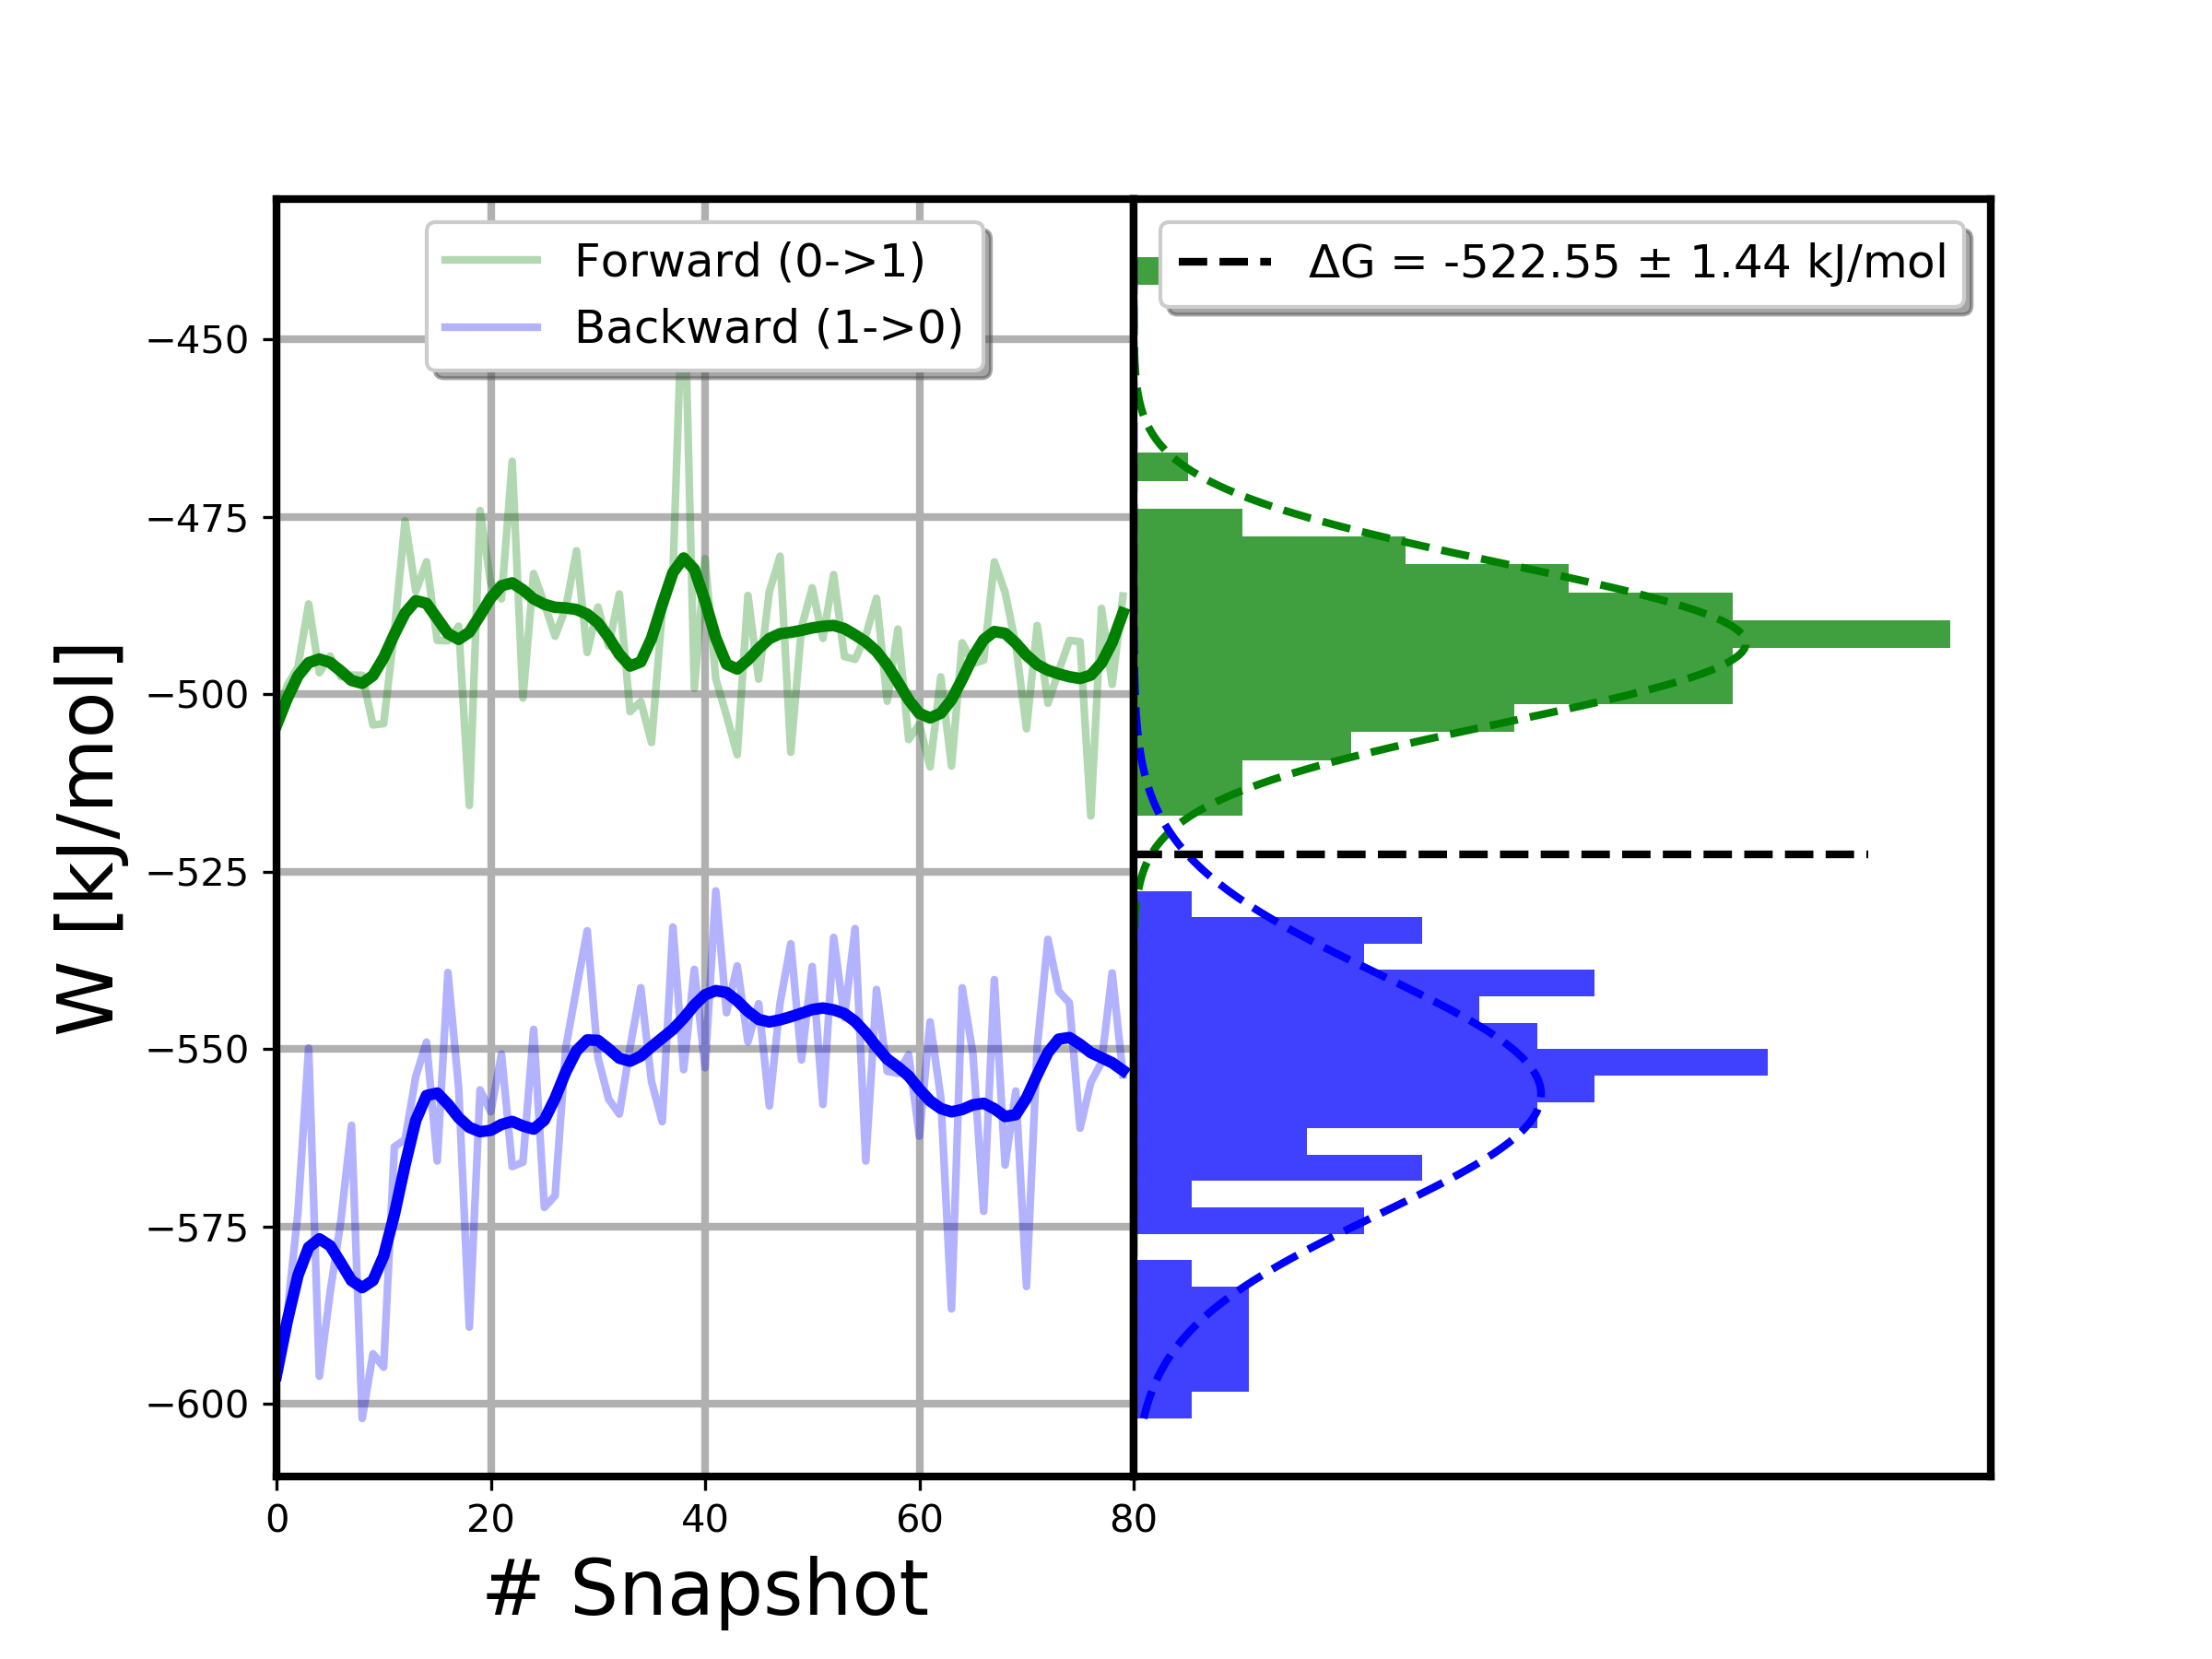 Forward (0->1)
Backward (1->0)
ΔG = -522.55 ± 1.44 kJ/mol
W [kJ/mol]
−450
−475
−500
−525
−550
−575
−600
0 20 40 60 80
# Snapshot